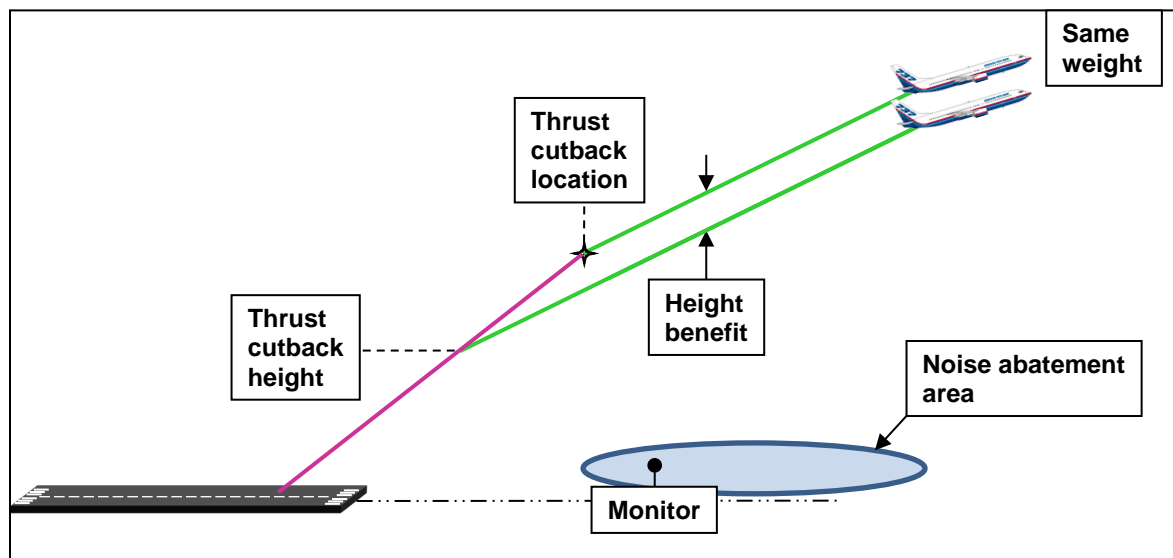 Same
weight
Thrust
cutback
location
Thrust
cutback
height
Height
benefit
Noise abatement
area
Monitor